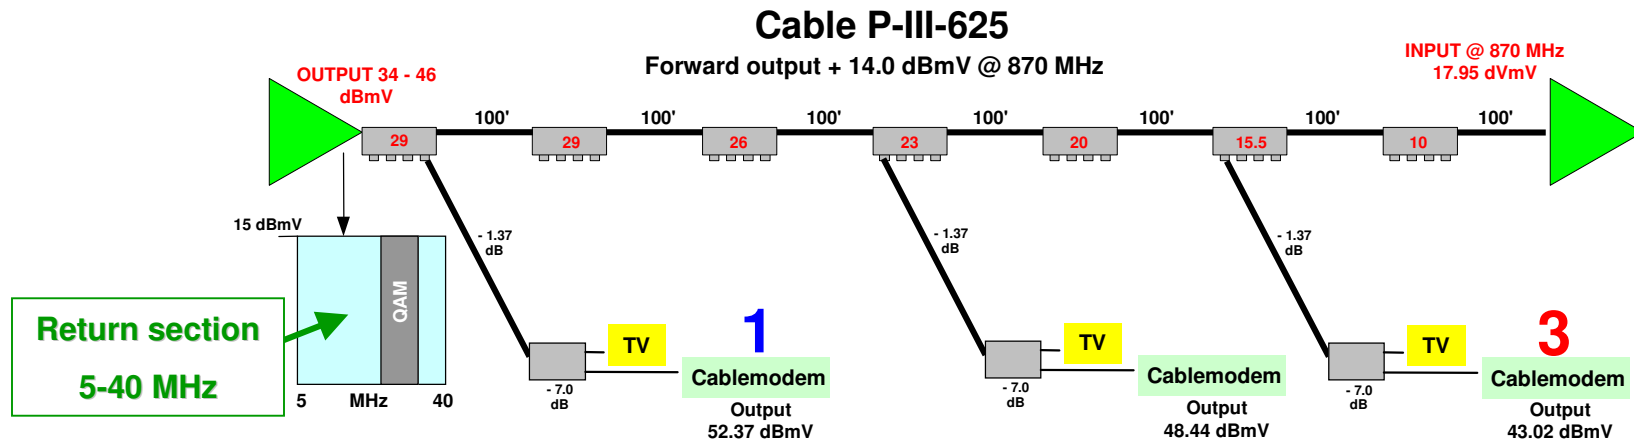 Cable P-III-625
Forward output + 14.0 dBmV @ 870 MHz
OUTPUT 34 - 46
dBmV
INPUT @ 870 MHz
17.95 dVmV
100'
100'
100'
100'
100'
100'
100'
29
29
26
23
20
15.5
10
15 dBmV
- 1.37
dB
- 1.37
dB
- 1.37
dB
QAM
Return section
5-40 MHz
5 MHz 40
1
TV
Cablemodem
- 7.0
dB
Output
52.37 dBmV
TV
Cablemodem
- 7.0
dB
Output
48.44 dBmV
3
TV
Cablemodem
- 7.0
dB
Output
43.02 dBmV